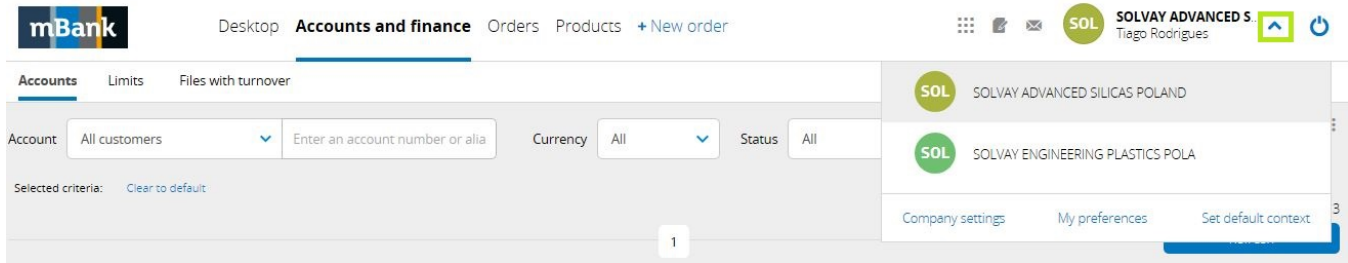 mBank
Desktop Accounts and finance Orders Products + New order
SOL SOLVAY ADVANCED S...
Tiago Rodrigues
Accounts Limits Files with turnover
SOL SOLVAY ADVANCED SILICAS POLAND
Account All customers Enter an account number or alia Currency All Status All
SOL SOLVAY ENGINEERING PLASTICS POLA
Selected criteria: Clear to default
Company settings My preferences Set default context
3
1